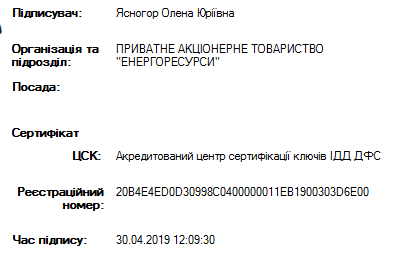 Підписувач: Ясногор Олена Юріївна
Організація та підрозділ: ПРИВАТНЕ АКЦІОНЕРНЕ ТОВАРИСТВО "ЕНЕРГОРЕСУРСИ"
Посада:
Сертифікат
ЦСК: Акредитований центр сертифікації ключів ІДД ДФС
Реєстраційний номер: 20B4E4ED0D30998C0400000011EB1900303D6E00
Час підпису: 30.04.2019 12:09:30